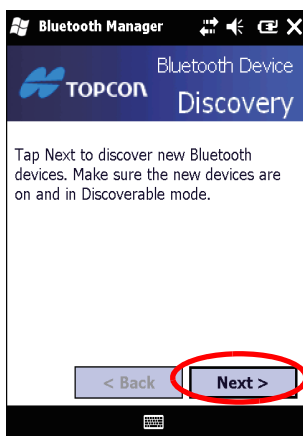 Bluetooth Manager
Bluetooth Device
TOPCON
Discovery
Tap Next to discover new Bluetooth
devices. Make sure the new devices are
on and in Discoverable mode.
< Back
Next >